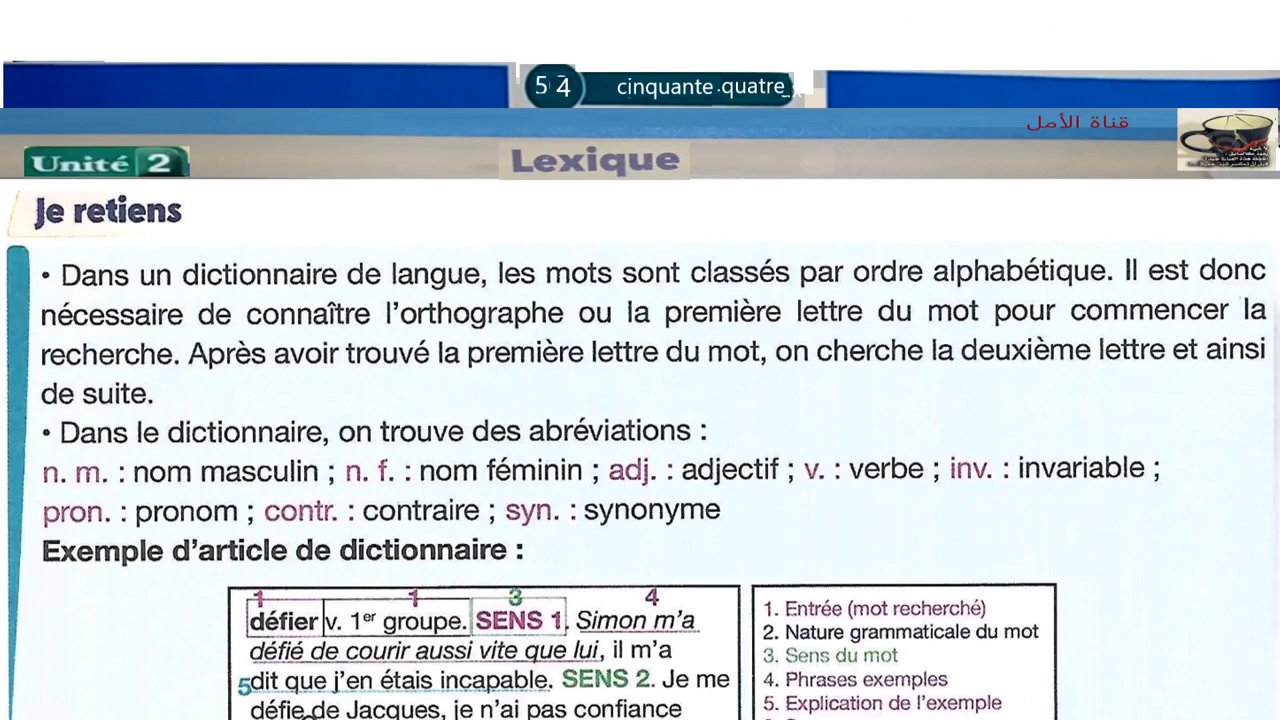 54 cinquante quatre
قناة الأمل
Unité 2
Lexique
Je retiens
• Dans un dictionnaire de langue, les mots sont classés par ordre alphabétique. Il est donc
nécessaire de connaître l'orthographe ou la première lettre du mot pour commencer la
recherche. Après avoir trouvé la première lettre du mot, on cherche la deuxième lettre et ainsi
de suite.
• Dans le dictionnaire, on trouve des abréviations :
n. m. : nom masculin ; n. f. : nom féminin ; adj. : adjectif ; v. : verbe ; inv. : invariable ;
pron. : pronom ; contr. : contraire ; syn. : synonyme
Exemple d'article de dictionnaire :
1 1 3 4
défier v. 1er groupe. SENS 1. Simon m'a
défié de courir aussi vite que lui, il m'a
5 dit que j'en étais incapable. SENS 2. Je me
défie de Jacques, je n'ai pas confiance
1. Entrée (mot recherché)
2. Nature grammaticale du mot
3. Sens du mot
4. Phrases exemples
5. Explication de l'exemple